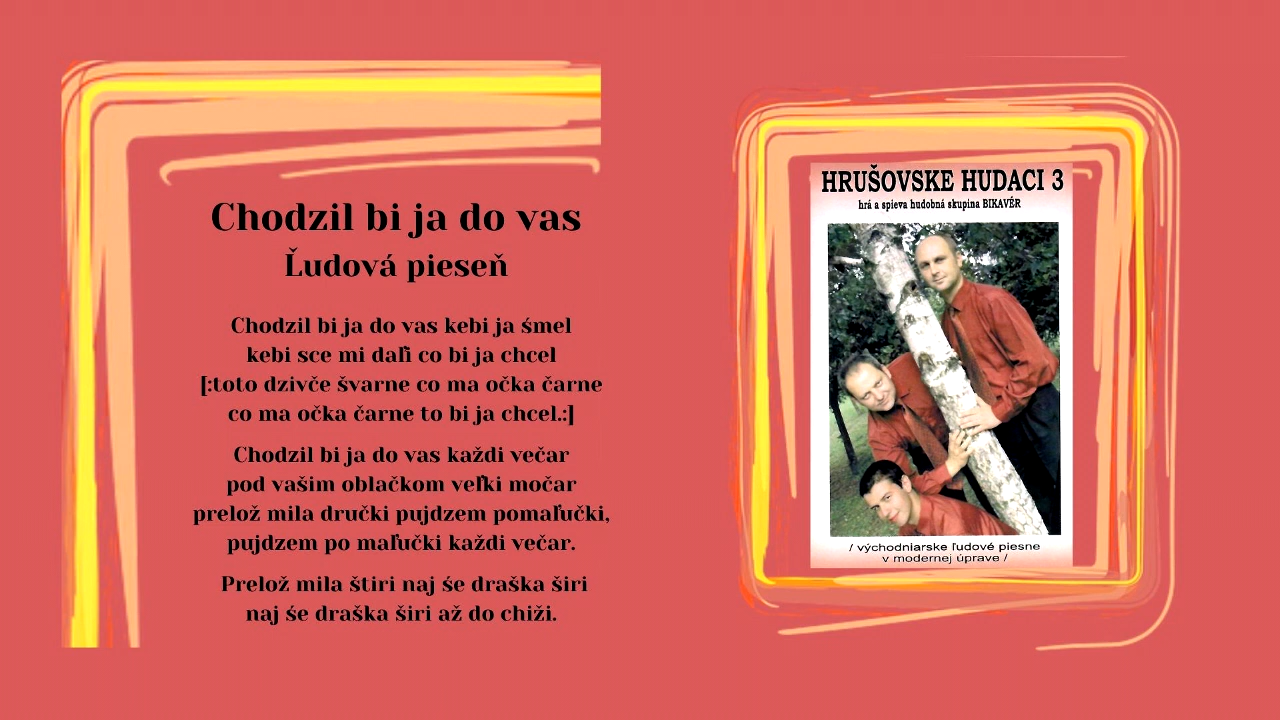 Chodzil bi ja do vas
Ľudová pieseň
Chodzil bi ja do vas kebi ja śmel
kebi sce mi daľi co bi ja chcel
[:toto dzivče švarne co ma očka čarne
co ma očka čarne to bi ja chcel.:]
Chodzil bi ja do vas každi večar
pod vašim oblačkom veľki močar
prelož mila dručki pujdzem pomaľučki,
pujdzem po maľučki každi večar.
Prelož mila štiri naj śe draška širi
naj śe draška širi až do chiži.
HRUŠOVSKE HUDACI 3
hrá a spieva hudobná skupina BIKAVÉR
/ východniarske ľudové piesne
v modernej úprave /